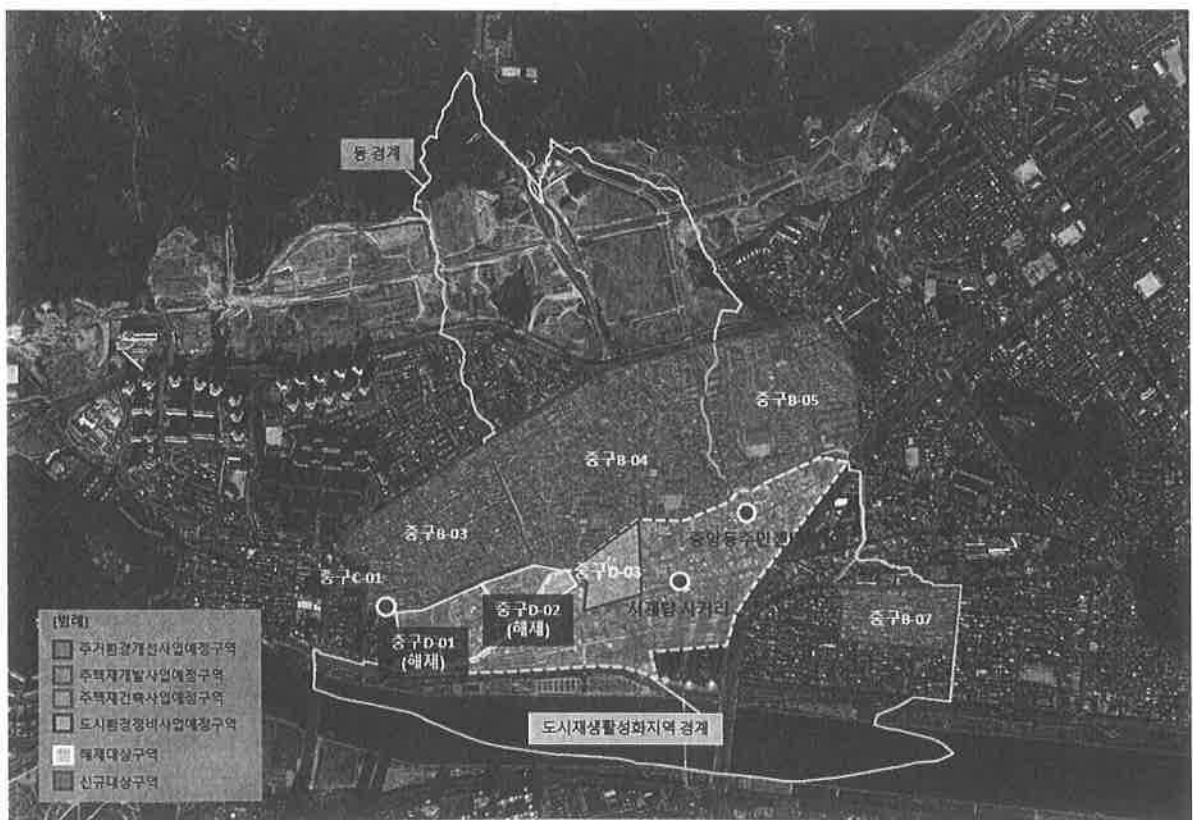 동 경계
중구B-05
중구B-04
중구B-03
중앙동주민센터
중구C-01
중구D-03
시계탑 사거리
중구D-02
(해제)
중구B-07
중구D-01
(해제)
도시재생활성화지역 경계
[범례]
주거환경개선사업예정구역
주택재개발사업예정구역
주택재건축사업예정구역
도시환경정비사업예정구역
해제대상구역
신규대상구역